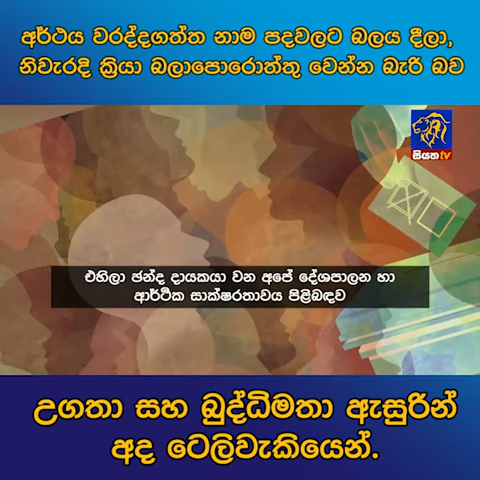 අර්ථය වරද්දගත්ත නාම පදවලට බලය දීලා,
නිවැරදි ක්‍රියා බලාපොරොත්තු වෙන්න බැරි බව
සියත tv
එහිලා ඡන්ද දායකයා වන අපේ දේශපාලන හා
ආර්ථික සාක්ෂරතාවය පිළිබඳව
උගතා සහ බුද්ධිමතා ඇසුරින්
අද ටෙලිවැකියෙන්.